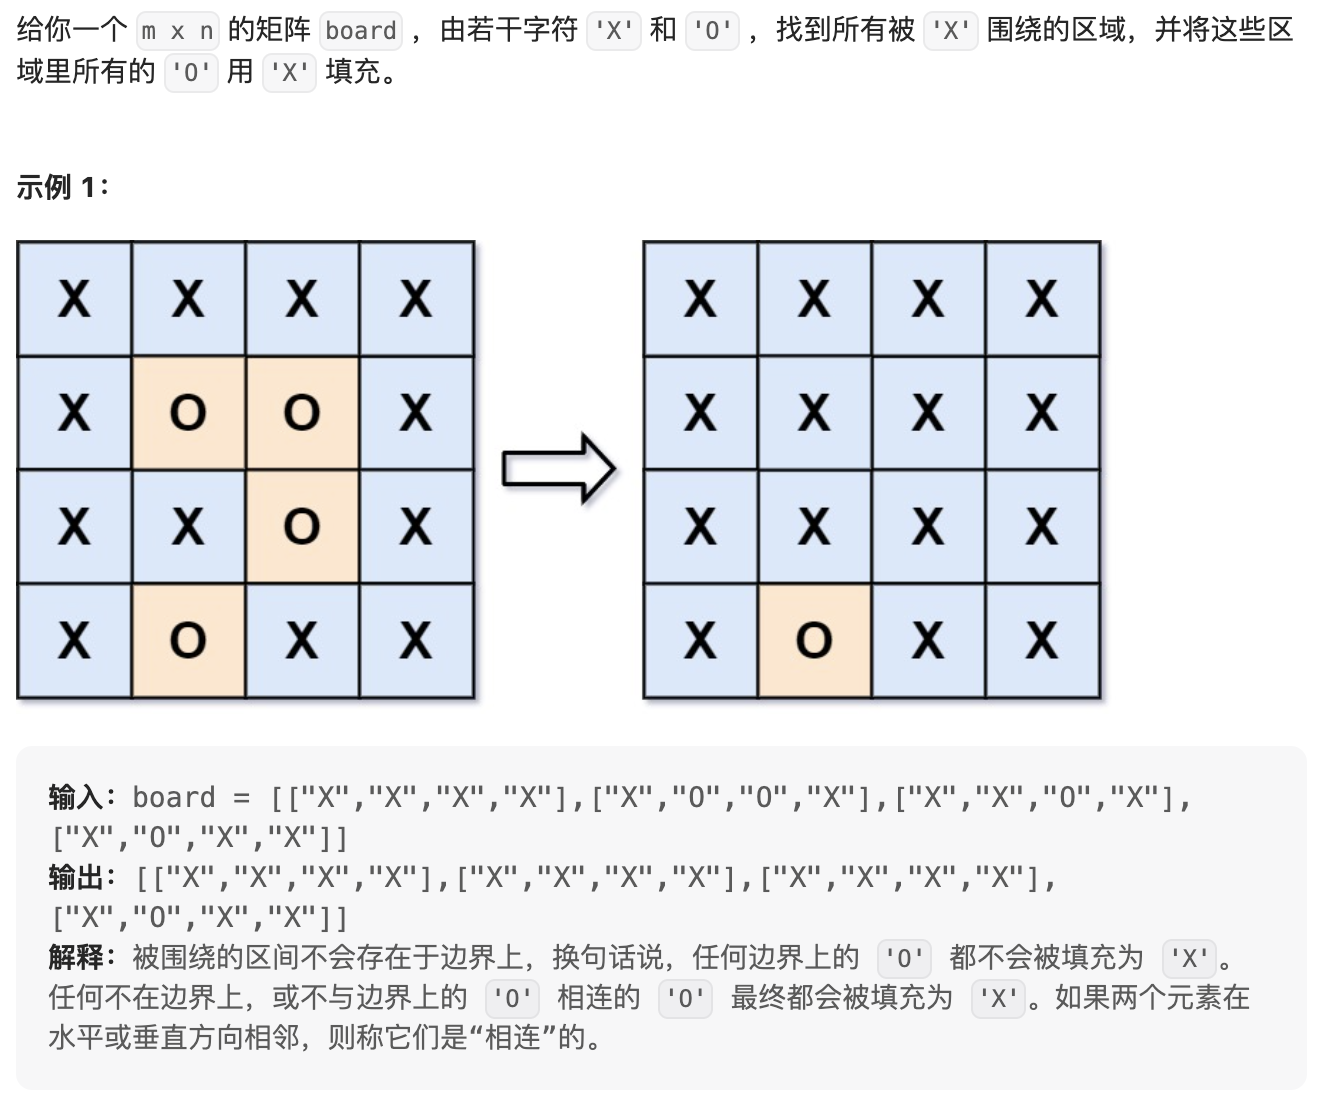 给你一个 m x n 的矩阵 board ，由若干字符 'X' 和 'O' ，找到所有被 'X' 围绕的区域，并将这些区
域里所有的 'O' 用 'X' 填充。
示例 1：
X X X X X X X X
X O O X X X X X
X X O X X X X X
X O X X X O X X
输入：board = [["X","X","X","X"],["X","O","O","X"],["X","X","O","X"],
["X","O","X","X"]]
输出：[["X","X","X","X"],["X","X","X","X"],["X","X","X","X"],
["X","O","X","X"]]
解释：被围绕的区间不会存在于边界上，换句话说，任何边界上的 'O' 都不会被填充为 'X'。
任何不在边界上，或不与边界上的 'O' 相连的 'O' 最终都会被填充为 'X'。如果两个元素在
水平或垂直方向相邻，则称它们是“相连”的。